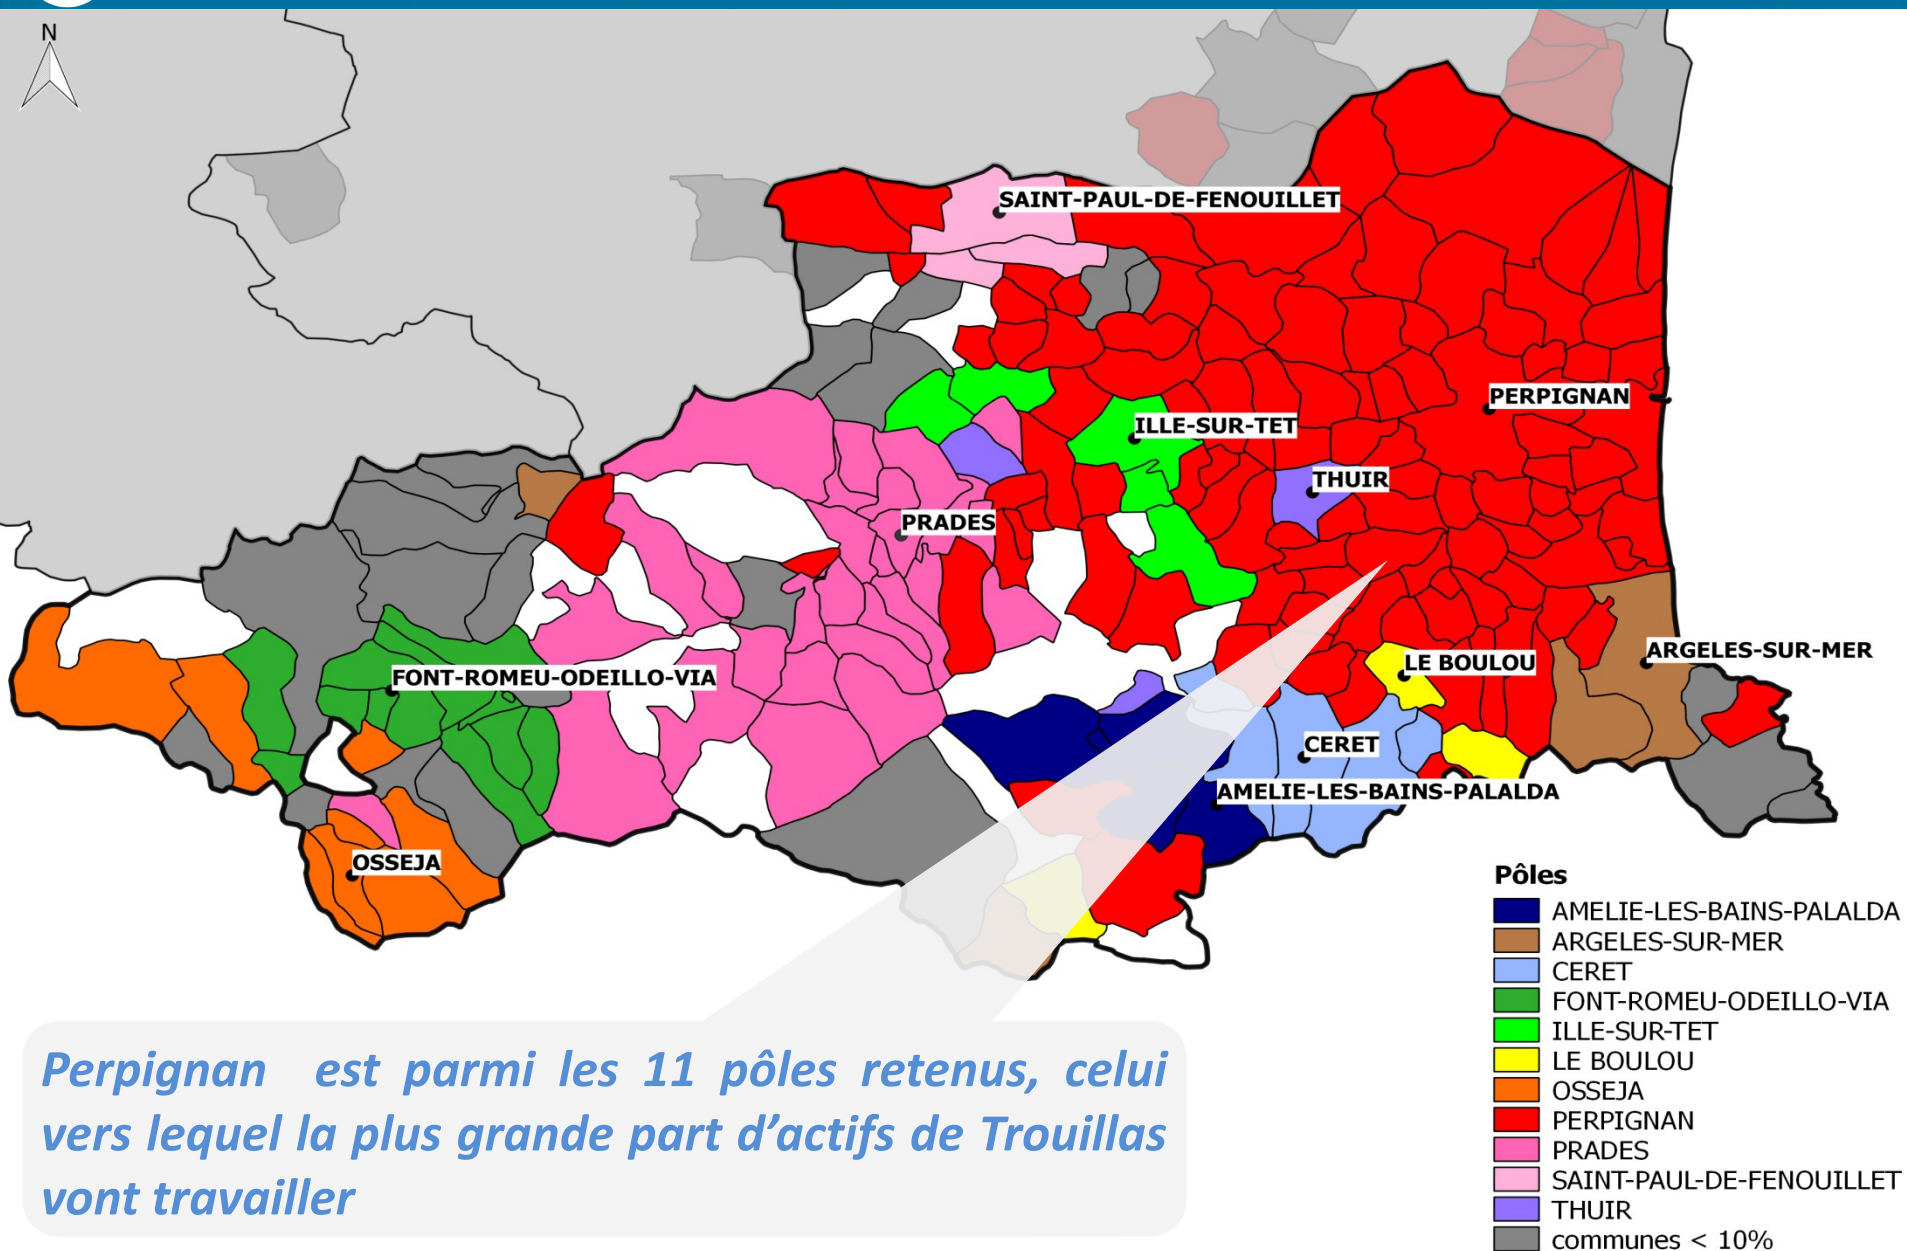 N
SAINT-PAUL-DE-FENOUILLET
PERPIGNAN
ILLE-SUR-TET
THUIR
PRADES
ARGELES-SUR-MER
LE BOULOU
FONT-ROMEU-ODEILLO-VIA
CERET
AMELIE-LES-BAINS-PALALDA
OSSEJA
Pôles
AMELIE-LES-BAINS-PALALDA
ARGELES-SUR-MER
CERET
FONT-ROMEU-ODEILLO-VIA
ILLE-SUR-TET
LE BOULOU
OSSEJA
PERPIGNAN
PRADES
SAINT-PAUL-DE-FENOUILLET
THUIR
communes < 10%
Perpignan est parmi les 11 pôles retenus, celui
vers lequel la plus grande part d’actifs de Trouillas
vont travailler